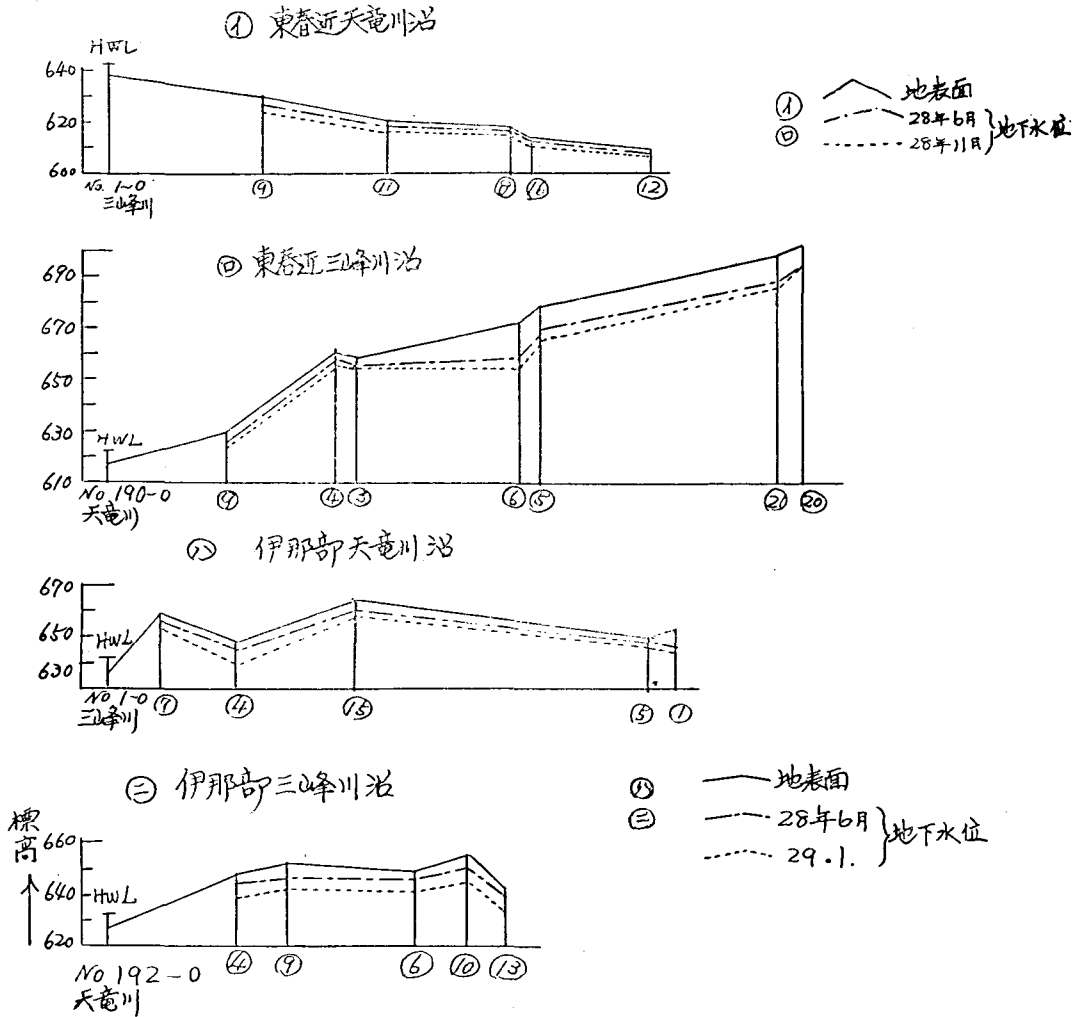 ㋑ 東春近天竜川沿
HWL
640
620
600
No. 1~0
三峰川
⑨ ⑪ ⑰ ⑯ ⑫
㋑
㋺
地表面
28年6月
28年11月
地下水位
㋺ 東春近三峰川沿
690
670
650
630
610
HWL
No 190-0
天竜川
⑨ ④ ③ ⑥ ⑤ ㉑ ⑳
㋩ 伊那部天竜川沿
670
650
630
HWL
No 1-0
三峰川
⑦ ④ ⑮ ⑤ ①
㋥ 伊那部三峰川沿
標高
660
640
620
HWL
No 192-0
天竜川
④ ⑨ ⑥ ⑩ ⑬
㋩
㋥
地表面
28年6月
29.1.
地下水位